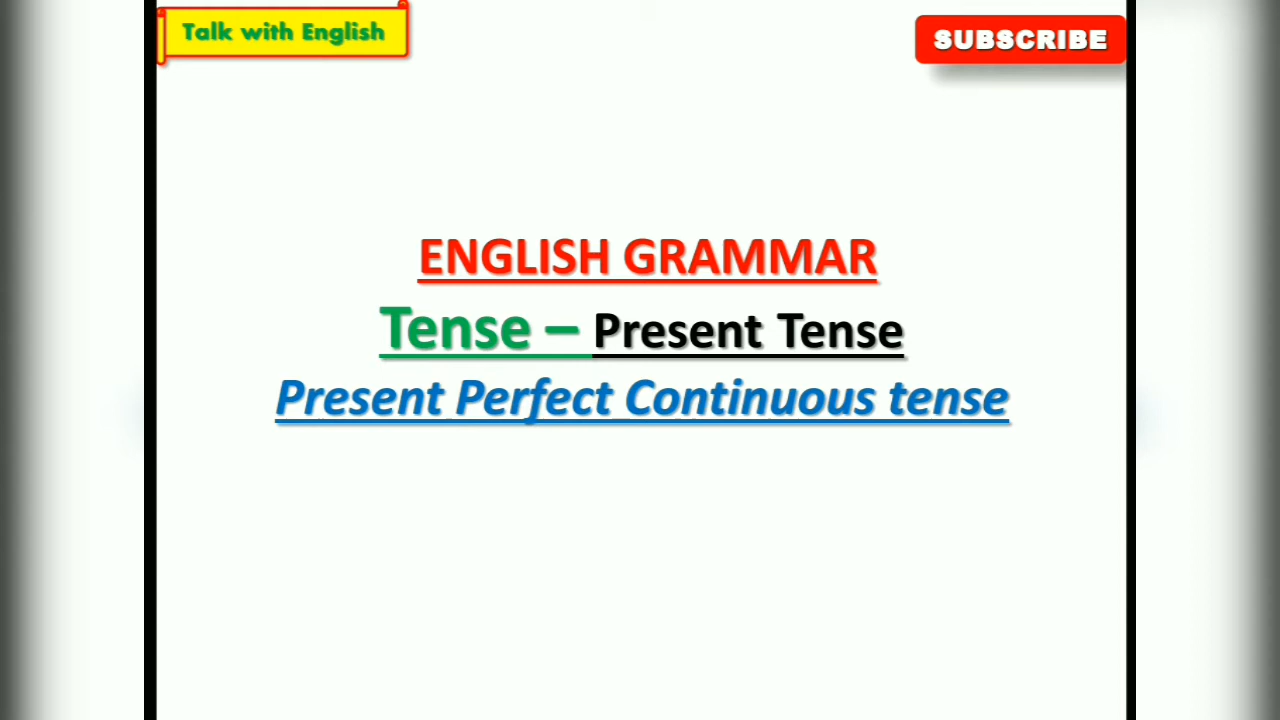 Talk with English
SUBSCRIBE
ENGLISH GRAMMAR
Tense – Present Tense
Present Perfect Continuous tense